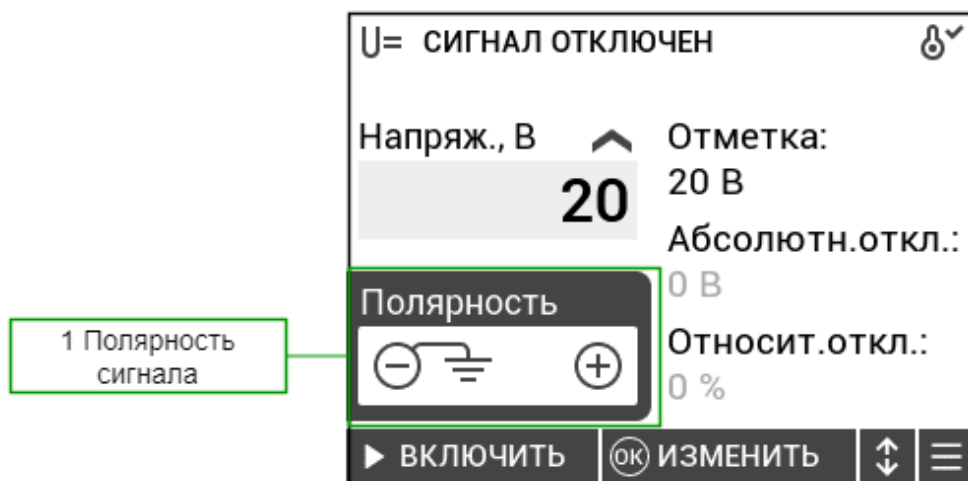 U= СИГНАЛ ОТКЛЮЧЕН
Напряж., В
20
Отметка:
20 В
Абсолютн.откл.:
0 В
Полярность
Относит.откл.:
0 %
1 Полярность
сигнала
ВКЛЮЧИТЬ
OK ИЗМЕНИТЬ